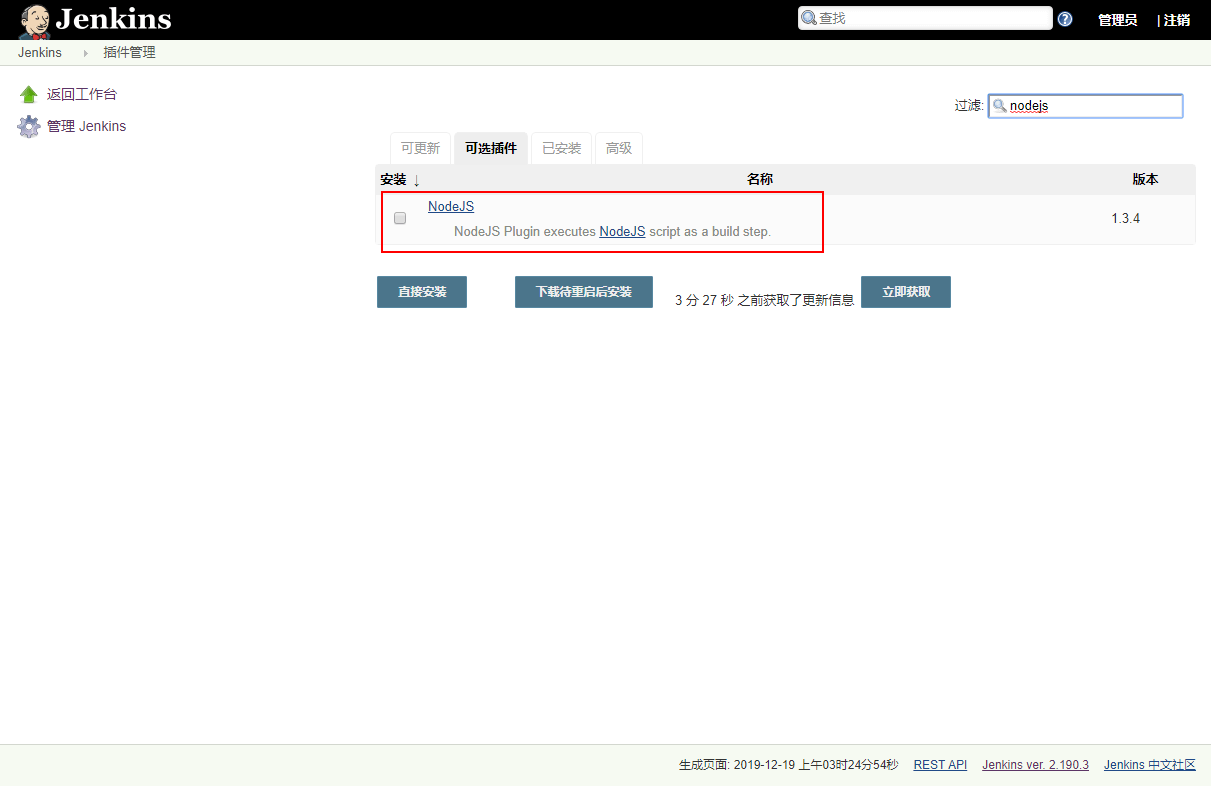 Jenkins
查找
管理员 | 注销
Jenkins 插件管理
返回工作台
管理 Jenkins
过滤: nodejs
可更新 可选插件 已安装 高级
安装 ↓ 名称 版本
NodeJS
1.3.4
NodeJS Plugin executes NodeJS script as a build step.
直接安装 下载待重启后安装 3 分 27 秒 之前获取了更新信息 立即获取
生成页面: 2019-12-19 上午03时24分54秒 REST API Jenkins ver. 2.190.3 Jenkins 中文社区